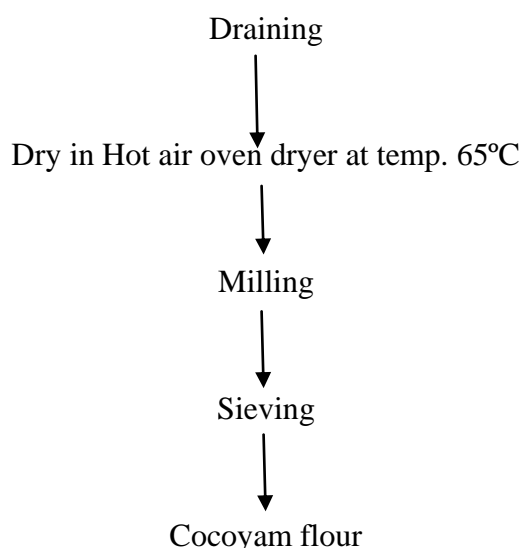 Draining
Dry in Hot air oven dryer at temp. 65ºC
Milling
Sieving
Cocoyam flour